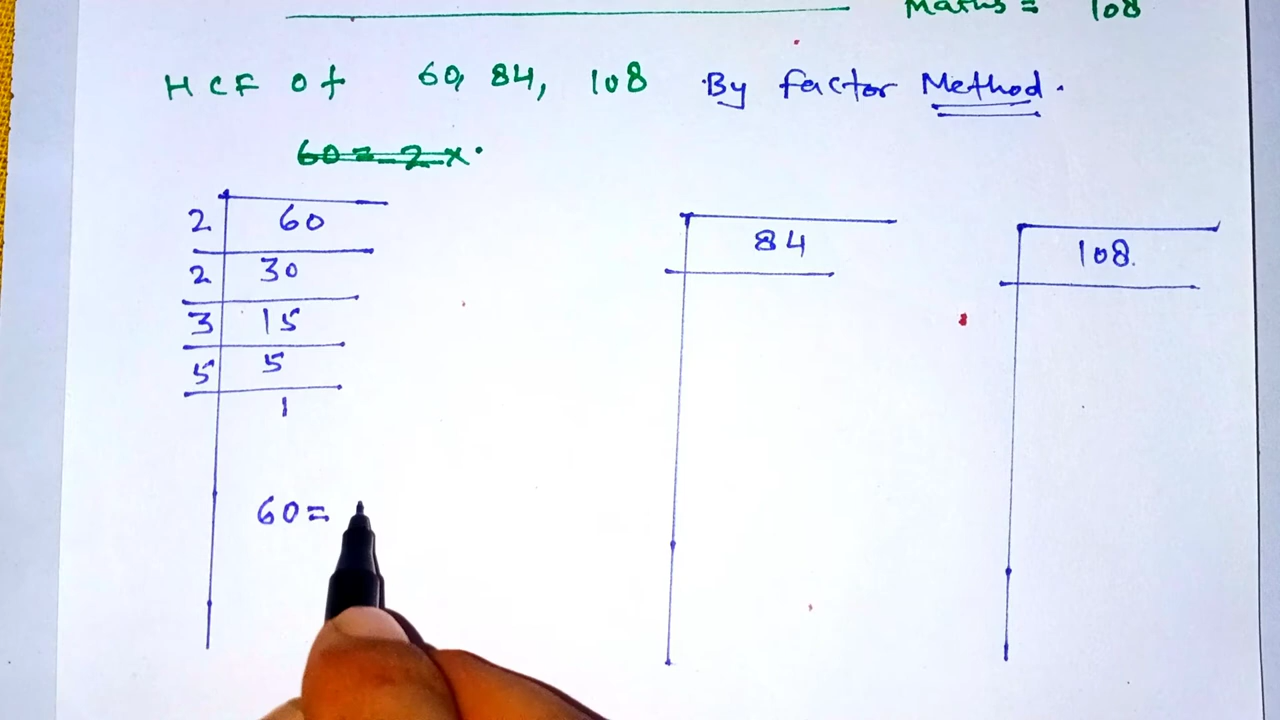 Maths = 108
HCF Of 60, 84, 108 By factor Method.
60 = 2 x
2 60
2 30
3 15
5 5
1
60 =
84
108